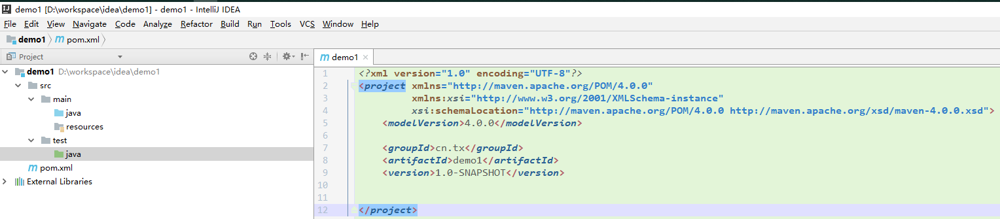 demo1 [D:\workspace\idea\demo1] - demo1 - IntelliJ IDEA
File Edit View Navigate Code Analyze Refactor Build Run Tools VCS Window Help
demo1 pom.xml
Project
demo1 D:\workspace\idea\demo1
src
main
java
resources
test
java
pom.xml
External Libraries
demo1
1 <?xml version="1.0" encoding="UTF-8"?>
2 <project xmlns="http://maven.apache.org/POM/4.0.0"
3 xmlns:xsi="http://www.w3.org/2001/XMLSchema-instance"
4 xsi:schemaLocation="http://maven.apache.org/POM/4.0.0 http://maven.apache.org/xsd/maven-4.0.0.xsd">
5 <modelVersion>4.0.0</modelVersion>
6
7 <groupId>cn.tx</groupId>
8 <artifactId>demo1</artifactId>
9 <version>1.0-SNAPSHOT</version>
10
11
12 </project>